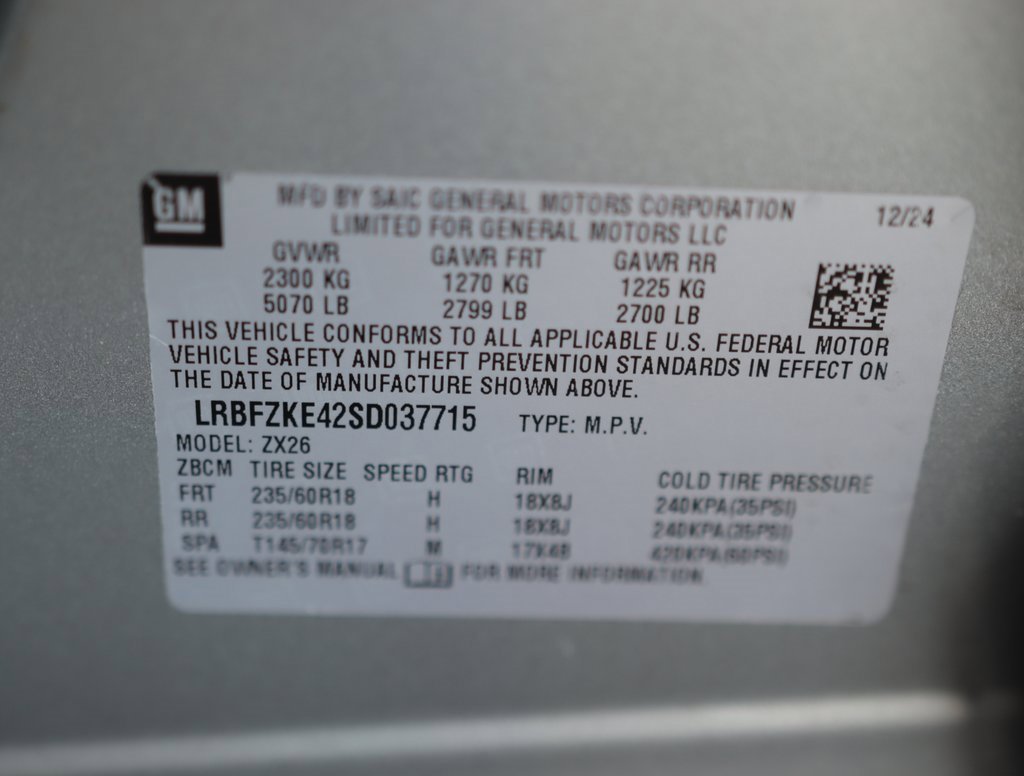 GM
MFD BY SAIC GENERAL MOTORS CORPORATION 12/24
LIMITED FOR GENERAL MOTORS LLC
GVWR GAWR FRT GAWR RR
2300 KG 1270 KG 1225 KG
5070 LB 2799 LB 2700 LB
THIS VEHICLE CONFORMS TO ALL APPLICABLE U.S. FEDERAL MOTOR
VEHICLE SAFETY AND THEFT PREVENTION STANDARDS IN EFFECT ON
THE DATE OF MANUFACTURE SHOWN ABOVE.
LRBFZKE42SD037715 TYPE: M.P.V.
MODEL: ZX26
ZBCM TIRE SIZE SPEED RTG RIM COLD TIRE PRESSURE
FRT 235/60R18 H 18X8J 240KPA(35PSI)
RR 235/60R18 H 18X8J 240KPA(35PSI)
SPA T145/70R17 M 17X4B 420KPA(60PSI)
SEE OWNER'S MANUAL FOR MORE INFORMATION.